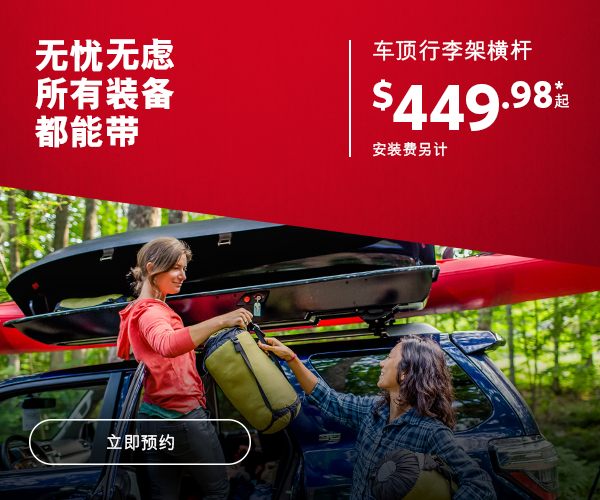 无忧无虑
所有装备
都能带
车顶行李架横杆
$449.98*起
安装费另计
立即预约